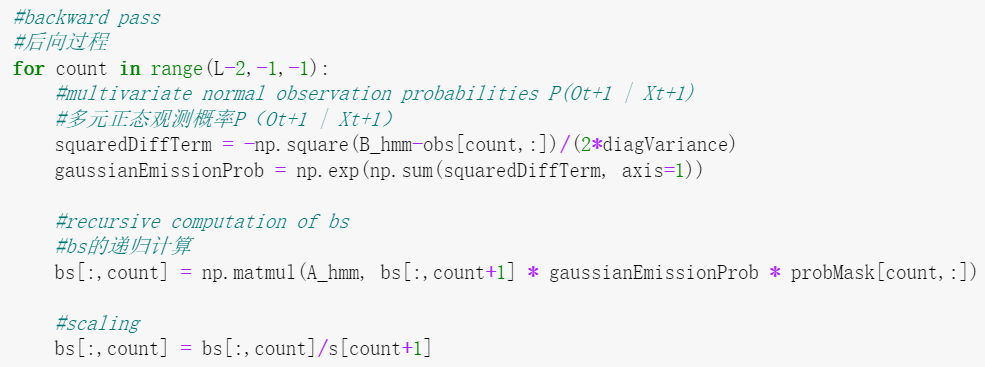 #backward pass
#后向过程
for count in range(L-2,-1,-1):
    #multivariate normal observation probabilities P(Ot+1 | Xt+1)
    #多元正态观测概率P（Ot+1 | Xt+1）
    squaredDiffTerm = -np.square(B_hmm-obs[count,:])/(2*diagVariance)
    gaussianEmissionProb = np.exp(np.sum(squaredDiffTerm, axis=1))
    #recursive computation of bs
    #bs的递归计算
    bs[:,count] = np.matmul(A_hmm, bs[:,count+1] * gaussianEmissionProb * probMask[count,:])
    #scaling
    bs[:,count] = bs[:,count]/s[count+1]